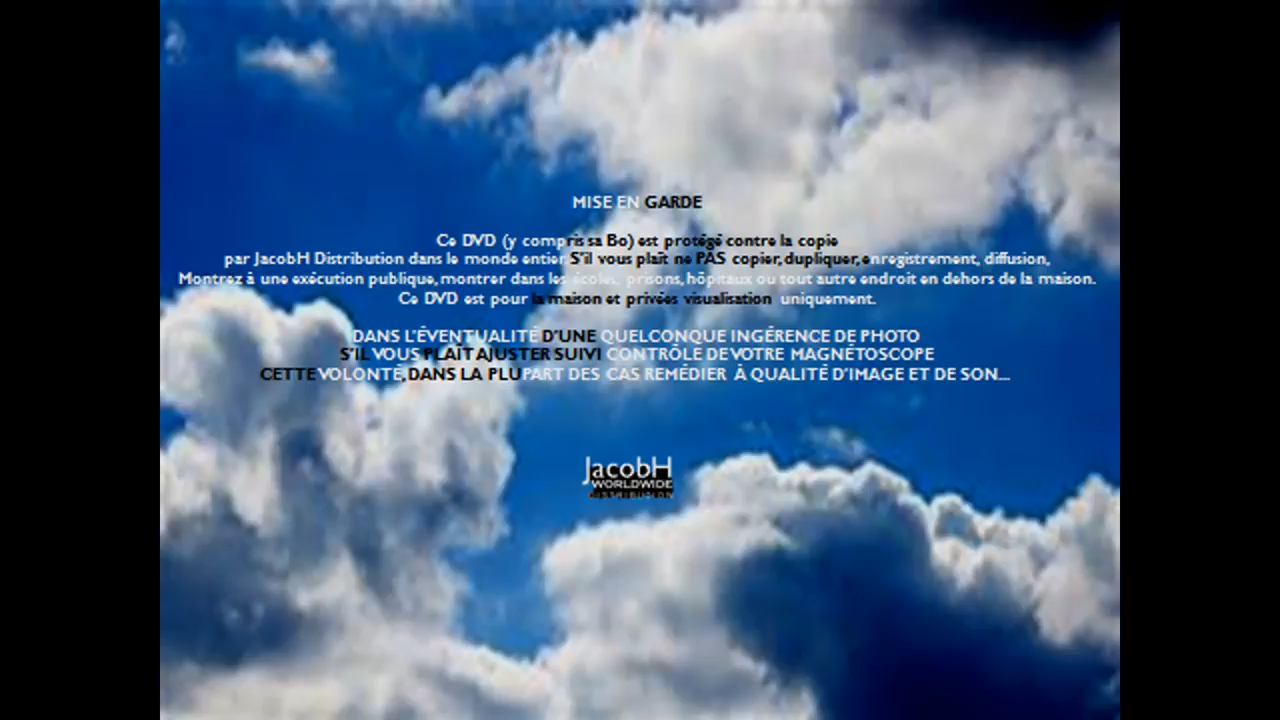 MISE EN GARDE
Ce DVD (y compris sa Bo) est protégé contre la copie
par JacobH Distribution dans le monde entier S'il vous plaît ne PAS copier, dupliquer, enregistrement, diffusion,
Montrez à une exécution publique, montrer dans les écoles, prisons, hôpitaux ou tout autre endroit en dehors de la maison.
Ce DVD est pour la maison et privées visualisation uniquement.
DANS L'ÉVENTUALITÉ D'UNE QUELCONQUE INGÉRENCE DE PHOTO
S'IL VOUS PLAÎT AJUSTER SUIVI CONTRÔLE DE VOTRE MAGNÉTOSCOPE
CETTE VOLONTÉ, DANS LA PLUPART DES CAS REMÉDIER À QUALITÉ D'IMAGE ET DE SON...
JacobH
WORLDWIDE
DISTRIBUTION